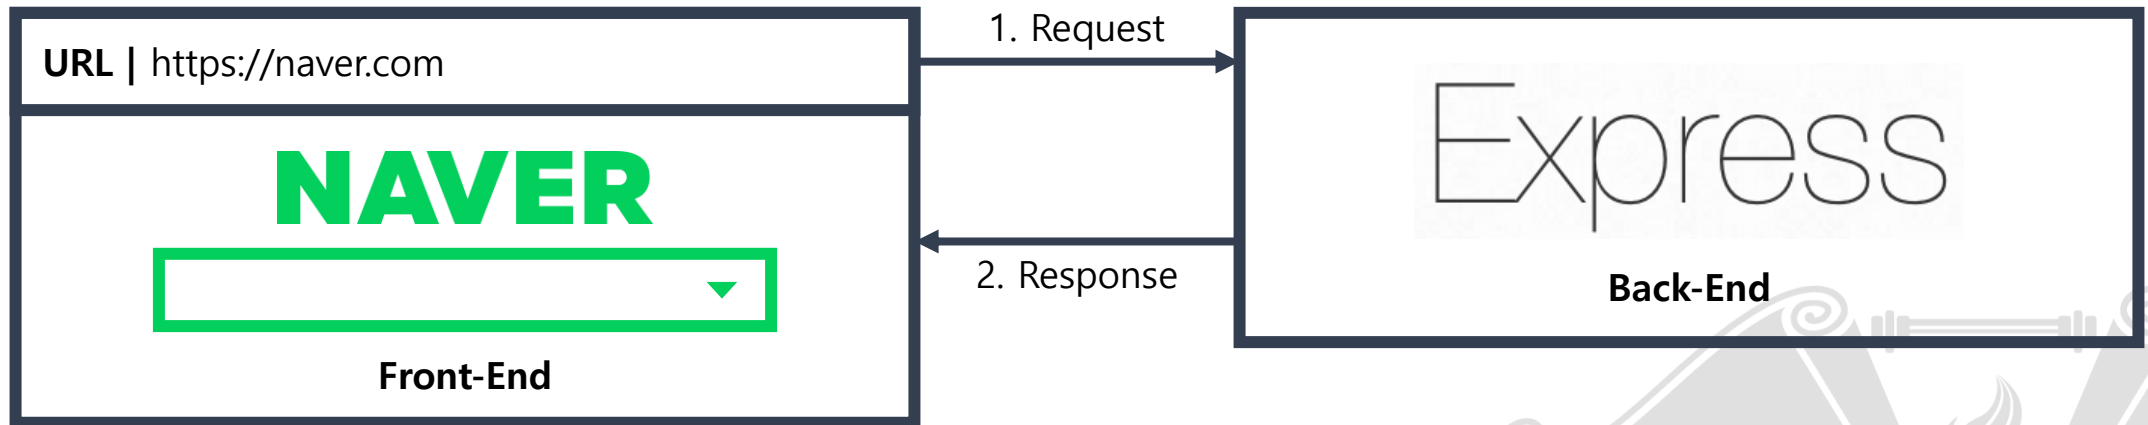 URL | https://naver.com
NAVER
Front-End
1. Request
2. Response
Express
Back-End